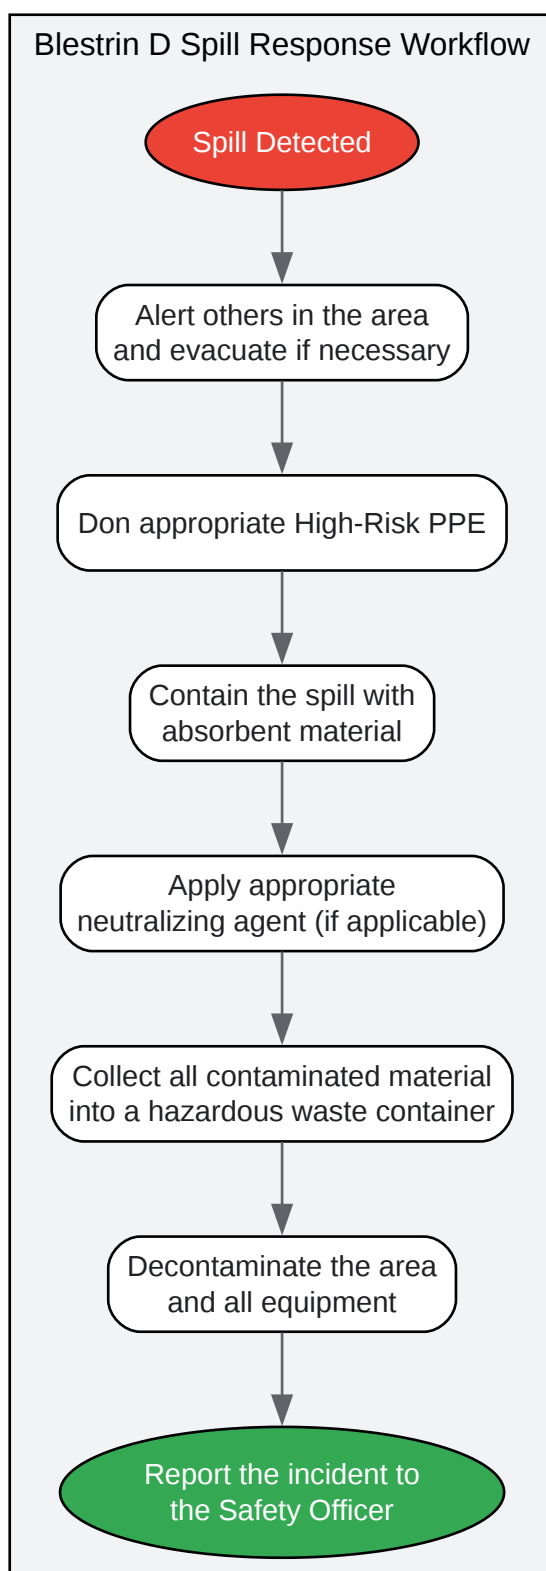 Blestrin D Spill Response Workflow
Spill Detected
Alert others in the area
and evacuate if necessary
Don appropriate High-Risk PPE
Contain the spill with
absorbent material
Apply appropriate
neutralizing agent (if applicable)
Collect all contaminated material
into a hazardous waste container
Decontaminate the area
and all equipment
Report the incident to
the Safety Officer